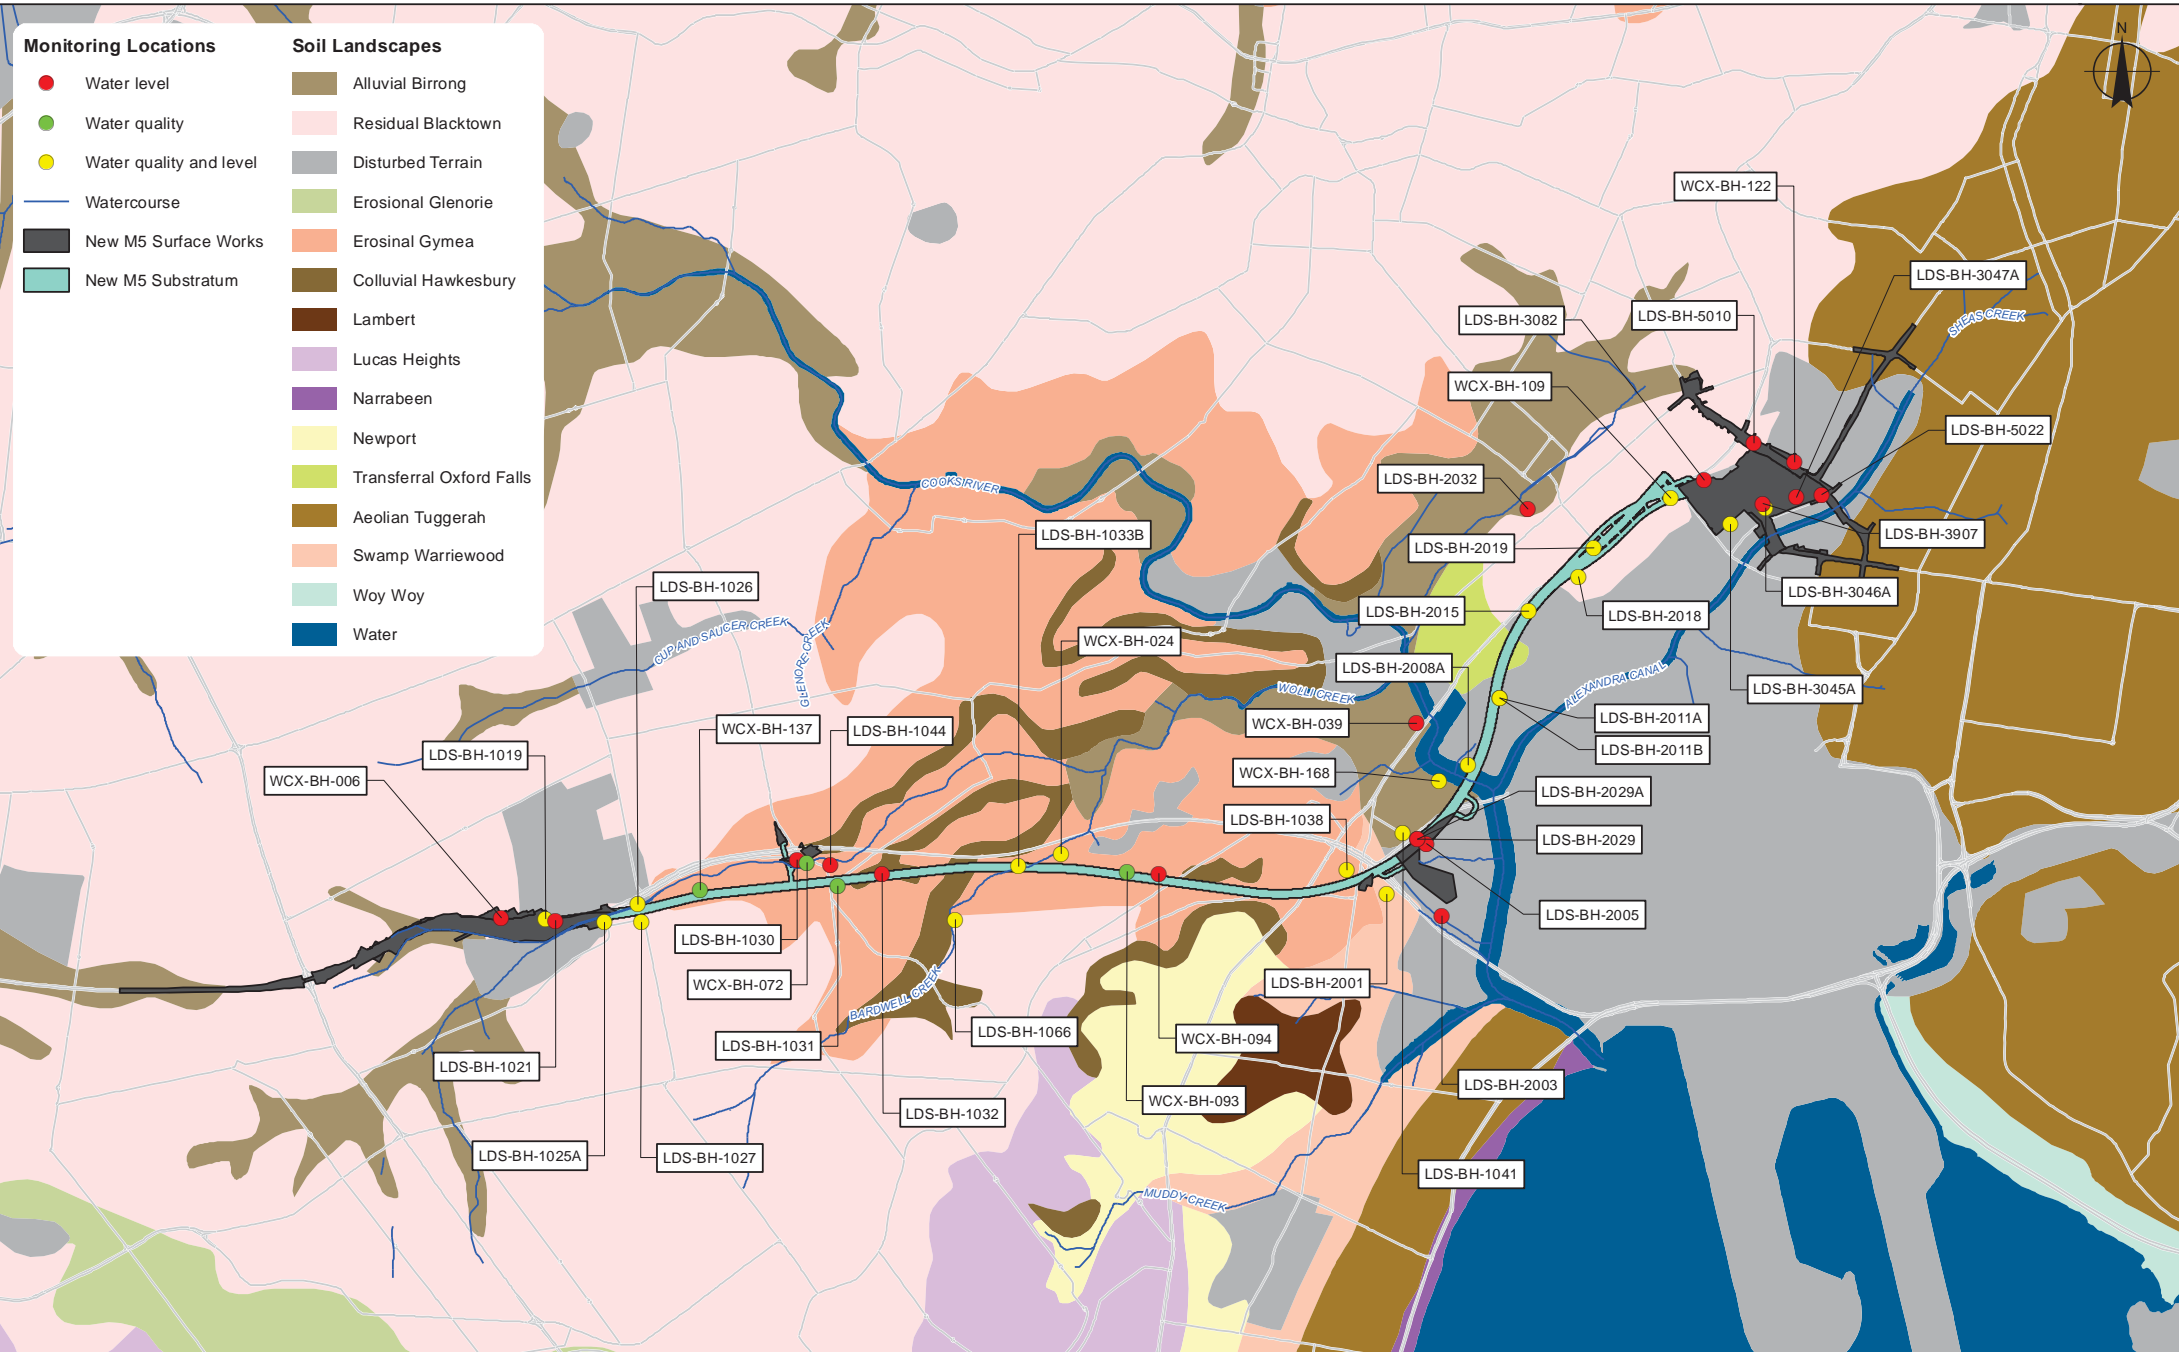 Monitoring Locations
Water level
Water quality
Water quality and level
Watercourse
New M5 Surface Works
New M5 Substratum
Soil Landscapes
Alluvial Birrong
Residual Blacktown
Disturbed Terrain
Erosional Glenorie
Erosinal Gymea
Colluvial Hawkesbury
Lambert
Lucas Heights
Narrabeen
Newport
Transferral Oxford Falls
Aeolian Tuggerah
Swamp Warriewood
Woy Woy
Water
N
WCX-BH-122
LDS-BH-3047A
LDS-BH-5010
LDS-BH-3082
SHEAS CREEK
WCX-BH-109
LDS-BH-5022
LDS-BH-2032
COOKS RIVER
LDS-BH-1033B
LDS-BH-3907
LDS-BH-2019
LDS-BH-1026
LDS-BH-3046A
LDS-BH-2015
LDS-BH-2018
CUP AND SAUCER CREEK
WCX-BH-024
GLENORE CREEK
LDS-BH-2008A
ALEXANDRA CANAL
LDS-BH-3045A
WOLLI CREEK
LDS-BH-2011A
WCX-BH-039
WCX-BH-137
LDS-BH-1044
LDS-BH-2011B
LDS-BH-1019
WCX-BH-168
WCX-BH-006
LDS-BH-2029A
LDS-BH-1038
LDS-BH-2029
LDS-BH-2005
LDS-BH-1030
WCX-BH-072
LDS-BH-2001
BARDWELL CREEK
LDS-BH-1066
WCX-BH-094
LDS-BH-1031
LDS-BH-1021
LDS-BH-2003
WCX-BH-093
LDS-BH-1032
LDS-BH-1025A
LDS-BH-1027
LDS-BH-1041
MUDDY CREEK